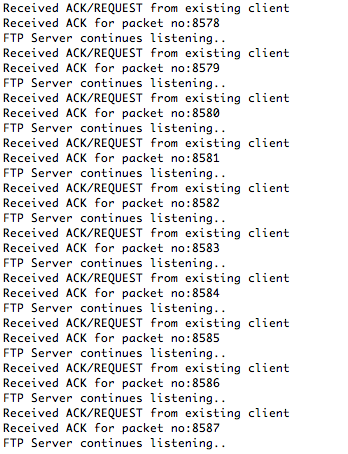 Received ACK/REQUEST from existing client
Received ACK for packet no:8578
FTP Server continues listening..
Received ACK/REQUEST from existing client
Received ACK for packet no:8579
FTP Server continues listening..
Received ACK/REQUEST from existing client
Received ACK for packet no:8580
FTP Server continues listening..
Received ACK/REQUEST from existing client
Received ACK for packet no:8581
FTP Server continues listening..
Received ACK/REQUEST from existing client
Received ACK for packet no:8582
FTP Server continues listening..
Received ACK/REQUEST from existing client
Received ACK for packet no:8583
FTP Server continues listening..
Received ACK/REQUEST from existing client
Received ACK for packet no:8584
FTP Server continues listening..
Received ACK/REQUEST from existing client
Received ACK for packet no:8585
FTP Server continues listening..
Received ACK/REQUEST from existing client
Received ACK for packet no:8586
FTP Server continues listening..
Received ACK/REQUEST from existing client
Received ACK for packet no:8587
FTP Server continues listening..